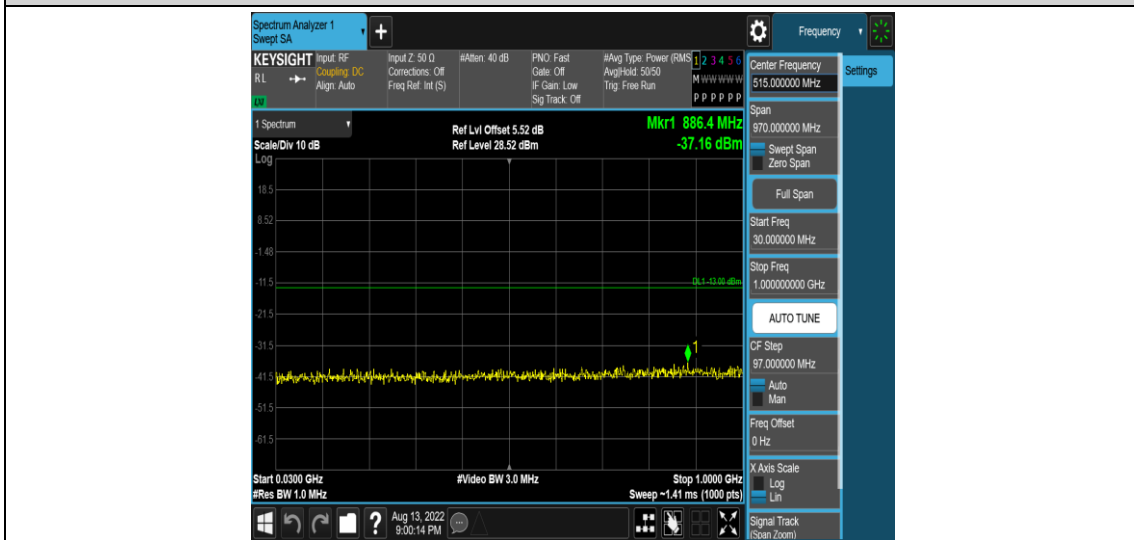 Spectrum Analyzer 1
Swept SA
+
Frequency
KEYSIGHT
RL
LXI
Input: RF
Coupling: DC
Align: Auto
Input Z: 50 Ω
Corrections: Off
Freq Ref: Int (S)
#Atten: 40 dB
PNO: Fast
Gate: Off
IF Gain: Low
Sig Track: Off
#Avg Type: Power (RMS
Avg|Hold: 50/50
Trig: Free Run
1 2 3 4 5 6
M W W W W W
P P P P P P
Center Frequency
515.000000 MHz
Settings
1 Spectrum
Scale/Div 10 dB
Ref Lvl Offset 5.52 dB
Ref Level 28.52 dBm
Mkr1 886.4 MHz
-37.16 dBm
Log
18.5
8.52
-1.48
-11.5
-21.5
-31.5
-41.5
-51.5
-61.5
DL1 -13.00 dBm
1
Start 0.0300 GHz
#Res BW 1.0 MHz
#Video BW 3.0 MHz
Stop 1.0000 GHz
Sweep ~1.41 ms (1000 pts)
Span
970.000000 MHz
Swept Span
Zero Span
Full Span
Start Freq
30.000000 MHz
Stop Freq
1.000000000 GHz
AUTO TUNE
CF Step
97.000000 MHz
Auto
Man
Freq Offset
0 Hz
X Axis Scale
Log
Lin
Signal Track
(Span Zoom)
?
Aug 13, 2022
9:00:14 PM